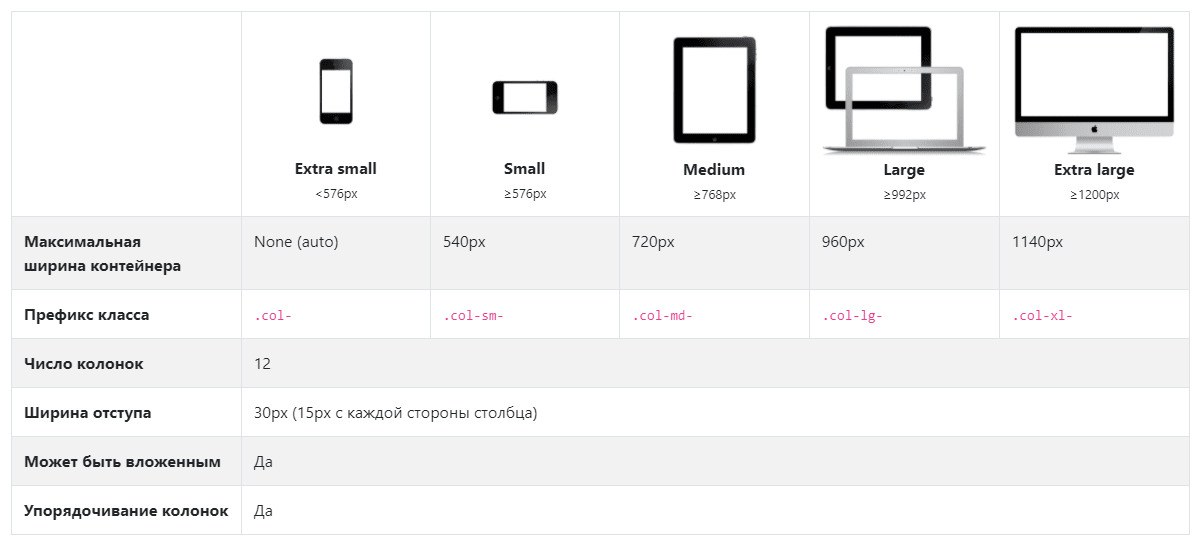 Extra small
<576px
Small
≥576px
Medium
≥768px
Large
≥992px
Extra large
≥1200px
Максимальная
ширина контейнера
None (auto)
540px
720px
960px
1140px
Префикс класса
.col-
.col-sm-
.col-md-
.col-lg-
.col-xl-
Число колонок
12
Ширина отступа
30px (15px с каждой стороны столбца)
Может быть вложенным
Да
Упорядочивание колонок
Да